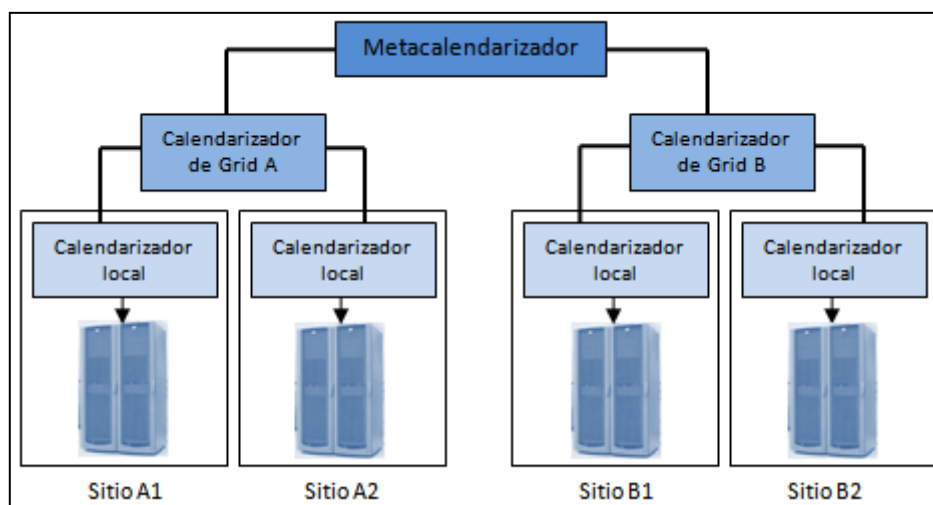 Metacalendarizador
Calendarizador
de Grid A
Calendarizador
de Grid B
Calendarizador
local
Calendarizador
local
Calendarizador
local
Calendarizador
local
Sitio A1
Sitio A2
Sitio B1
Sitio B2